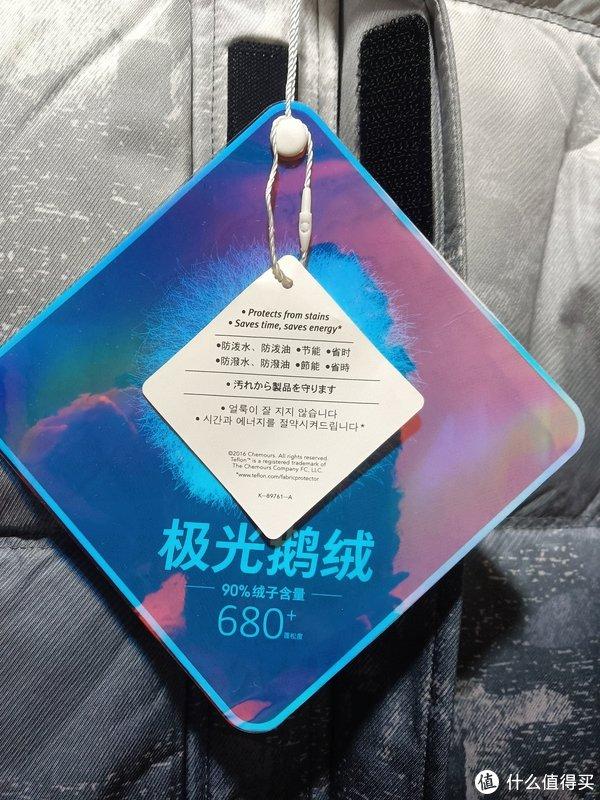 • Protects from stains
• Saves time, saves energy*
•防泼水、防泼油 •节能 •省时
•防潑水、防潑油 •節能 •省時
• 汚れから製品を守ります
• 얼룩이 잘 지지 않습니다
• 시간과 에너지를 절약시켜드립니다*
©2016 Chemours. All rights reserved.
Teflon™ is a registered trademark of
The Chemours Company FC, LLC.
*www.teflon.com/fabricprotector
K-89761-A
极光鹅绒
90%绒子含量
680+
蓬松度
值 什么值得买